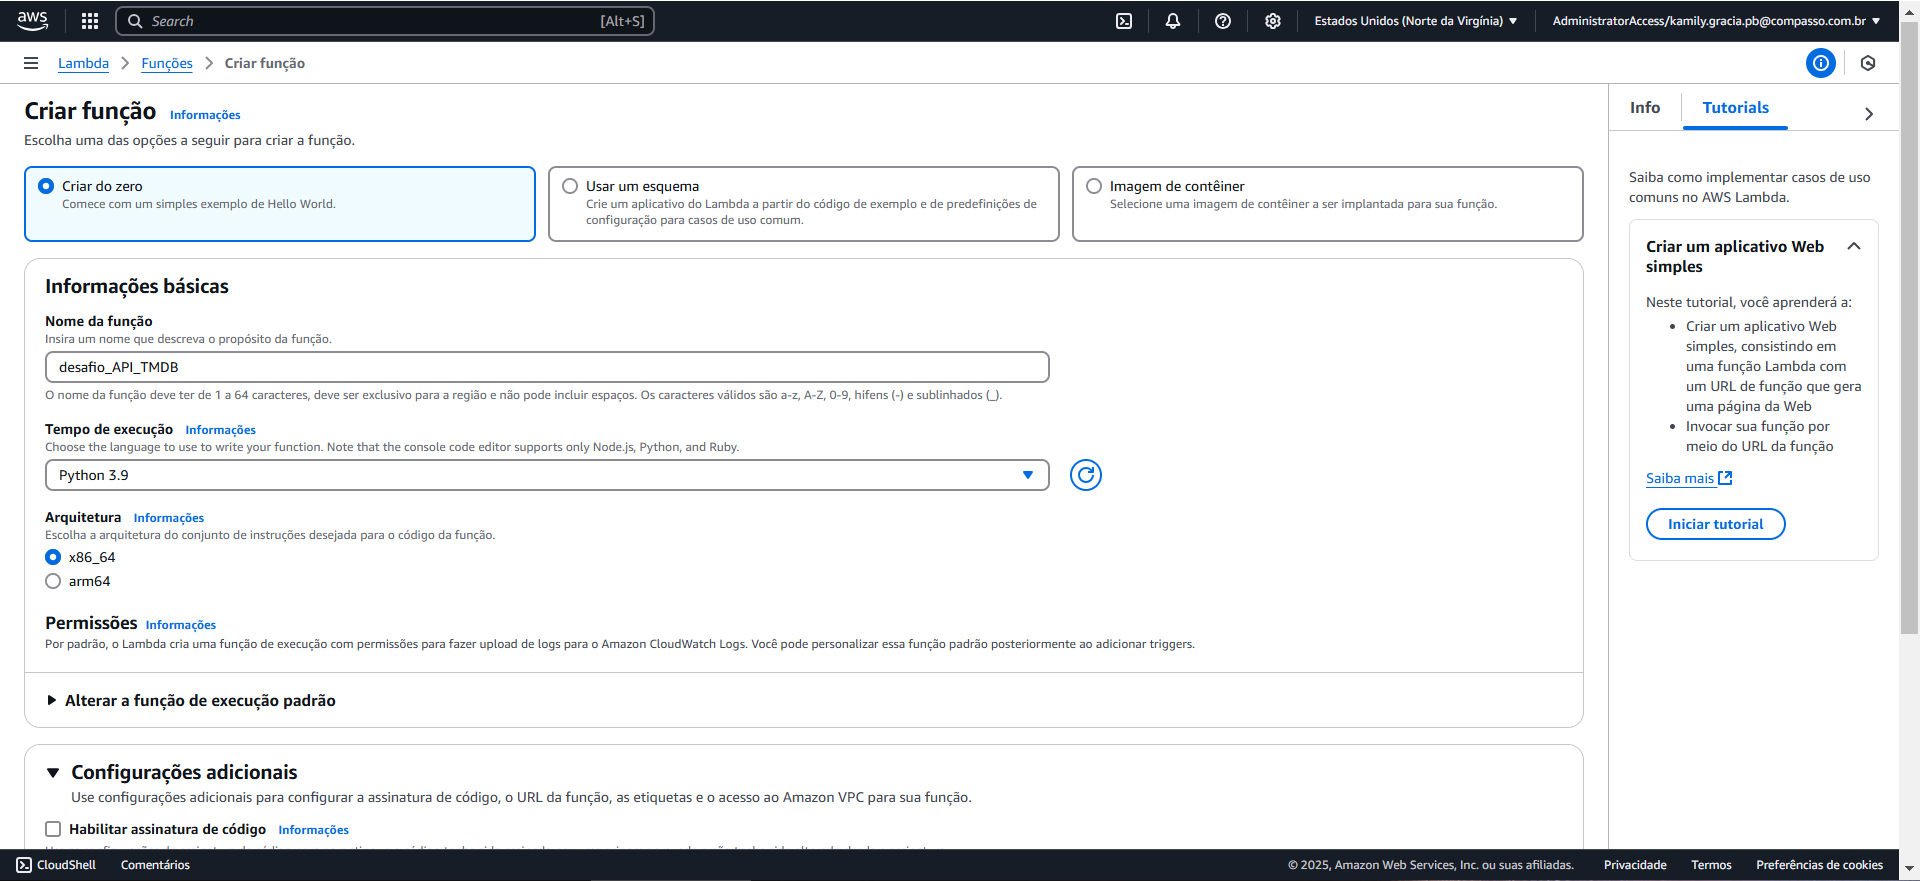 aws
Search
[Alt+S]
Estados Unidos (Norte da Virgínia)
AdministratorAccess/kamily.gracia.pb@compasso.com.br
Lambda
Funções
Criar função
Criar função
Informações
Escolha uma das opções a seguir para criar a função.
Criar do zero
Comece com um simples exemplo de Hello World.
Usar um esquema
Crie um aplicativo do Lambda a partir do código de exemplo e de predefinições de
configuração para casos de uso comum.
Imagem de contêiner
Selecione uma imagem de contêiner a ser implantada para sua função.
Informações básicas
Nome da função
Insira um nome que descreva o propósito da função.
desafio_API_TMDB
O nome da função deve ter de 1 a 64 caracteres, deve ser exclusivo para a região e não pode incluir espaços. Os caracteres válidos são a-z, A-Z, 0-9, hifens (-) e sublinhados (_).
Tempo de execução
Informações
Choose the language to use to write your function. Note that the console code editor supports only Node.js, Python, and Ruby.
Python 3.9
Arquitetura
Informações
Escolha a arquitetura do conjunto de instruções desejada para o código da função.
x86_64
arm64
Permissões
Informações
Por padrão, o Lambda cria uma função de execução com permissões para fazer upload de logs para o Amazon CloudWatch Logs. Você pode personalizar essa função padrão posteriormente ao adicionar triggers.
Alterar a função de execução padrão
Configurações adicionais
Use configurações adicionais para configurar a assinatura de código, o URL da função, as etiquetas e o acesso ao Amazon VPC para sua função.
Habilitar assinatura de código
Informações
Info
Tutorials
Saiba como implementar casos de uso
comuns no AWS Lambda.
Criar um aplicativo Web
simples
Neste tutorial, você aprenderá a:
Criar um aplicativo Web
simples, consistindo em
uma função Lambda com
um URL de função que gera
uma página da Web
Invocar sua função por
meio do URL da função
Saiba mais
Iniciar tutorial
CloudShell
Comentários
© 2025, Amazon Web Services, Inc. ou suas afiliadas.
Privacidade
Termos
Preferências de cookies